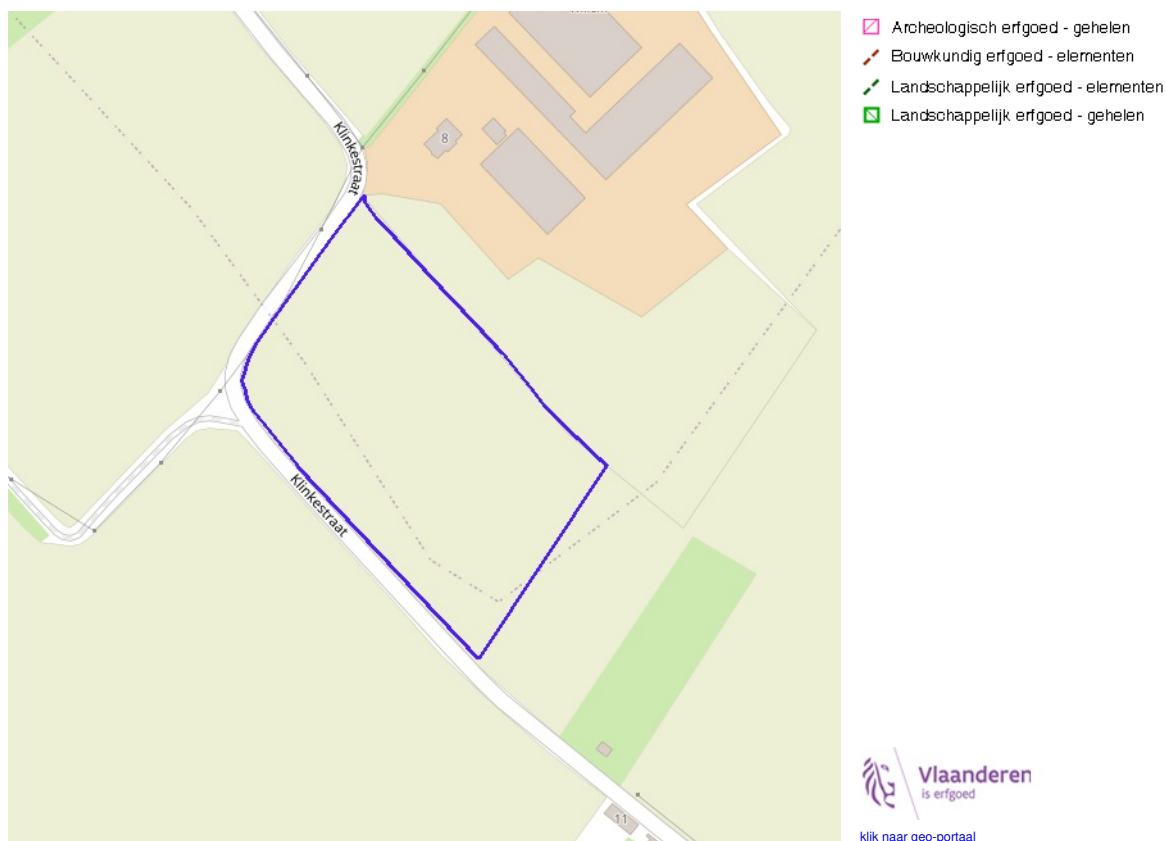 Klinkestraat
8
Klinkestraat
11
Archeologisch erfgoed - gehelen
Bouwkundig erfgoed - elementen
Landschappelijk erfgoed - elementen
Landschappelijk erfgoed - gehelen
Vlaanderen
is erfgoed
klik naar geo-portaal